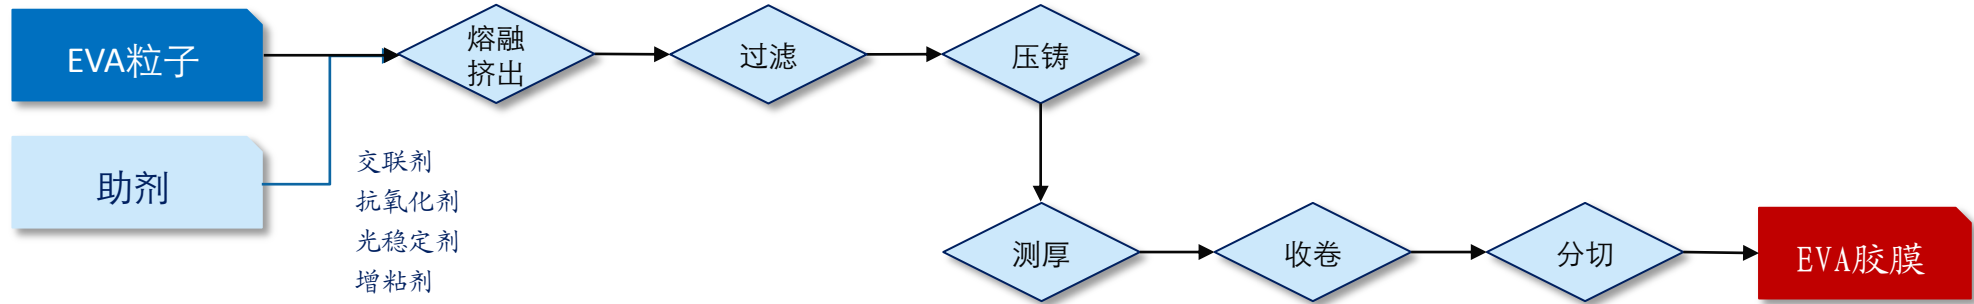 EVA粒子
熔融
挤出
过滤
压铸
助剂
交联剂
抗氧化剂
光稳定剂
增粘剂
测厚
收卷
分切
EVA胶膜